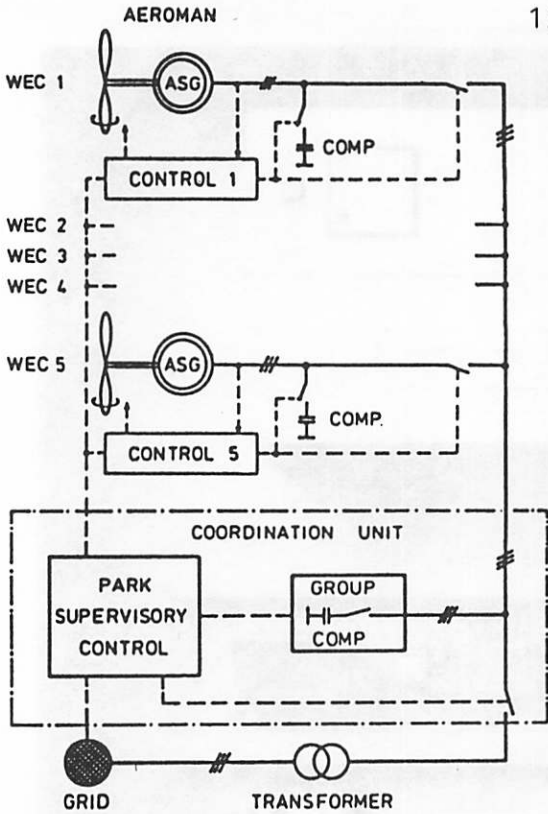 AEROMAN
1
WEC 1
ASG
COMP
CONTROL 1
WEC 2
WEC 3
WEC 4
WEC 5
ASG
COMP.
CONTROL 5
COORDINATION UNIT
PARK
SUPERVISORY
CONTROL
GROUP
COMP
GRID
TRANSFORMER